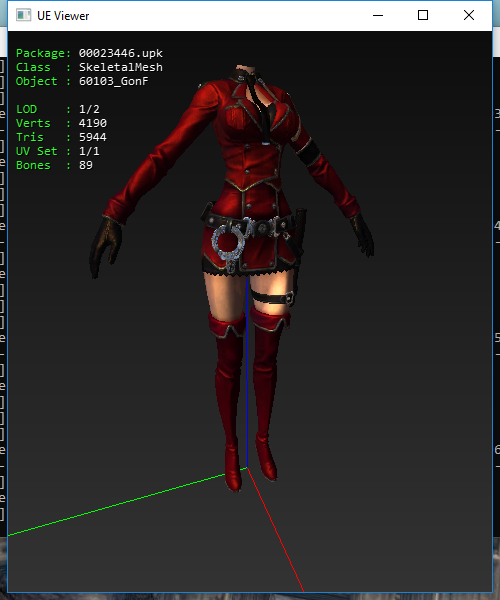 UE Viewer
Package: 00023446.upk
Class  : SkeletalMesh
Object : 60103_GonF
LOD    : 1/2
Verts  : 4190
Tris   : 5944
UV Set : 1/1
Bones  : 89